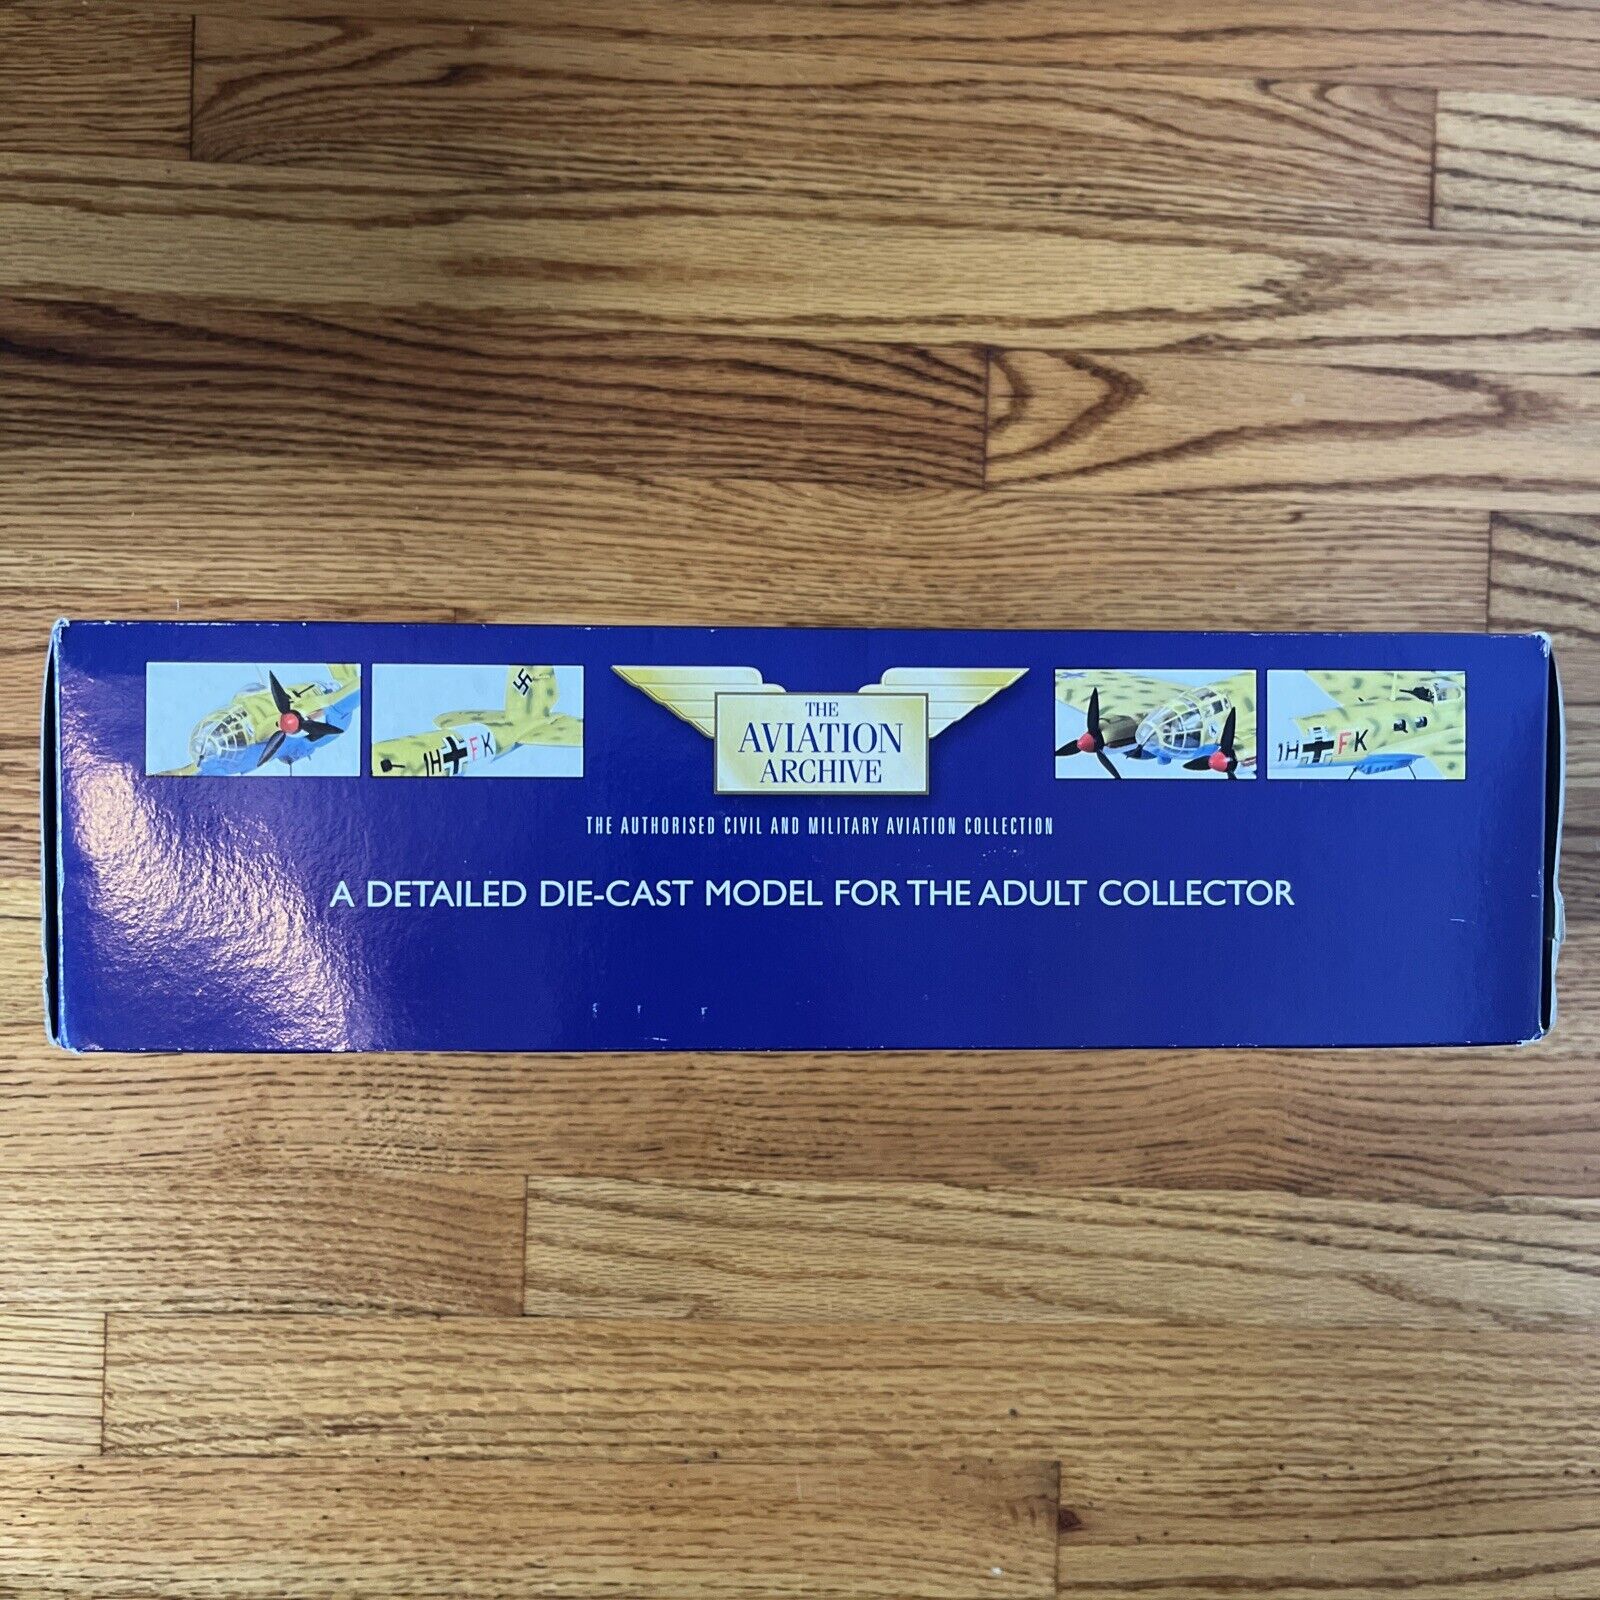 1H FK
THE
AVIATION
ARCHIVE
1H FK
THE AUTHORISED CIVIL AND MILITARY AVIATION COLLECTION
A DETAILED DIE-CAST MODEL FOR THE ADULT COLLECTOR